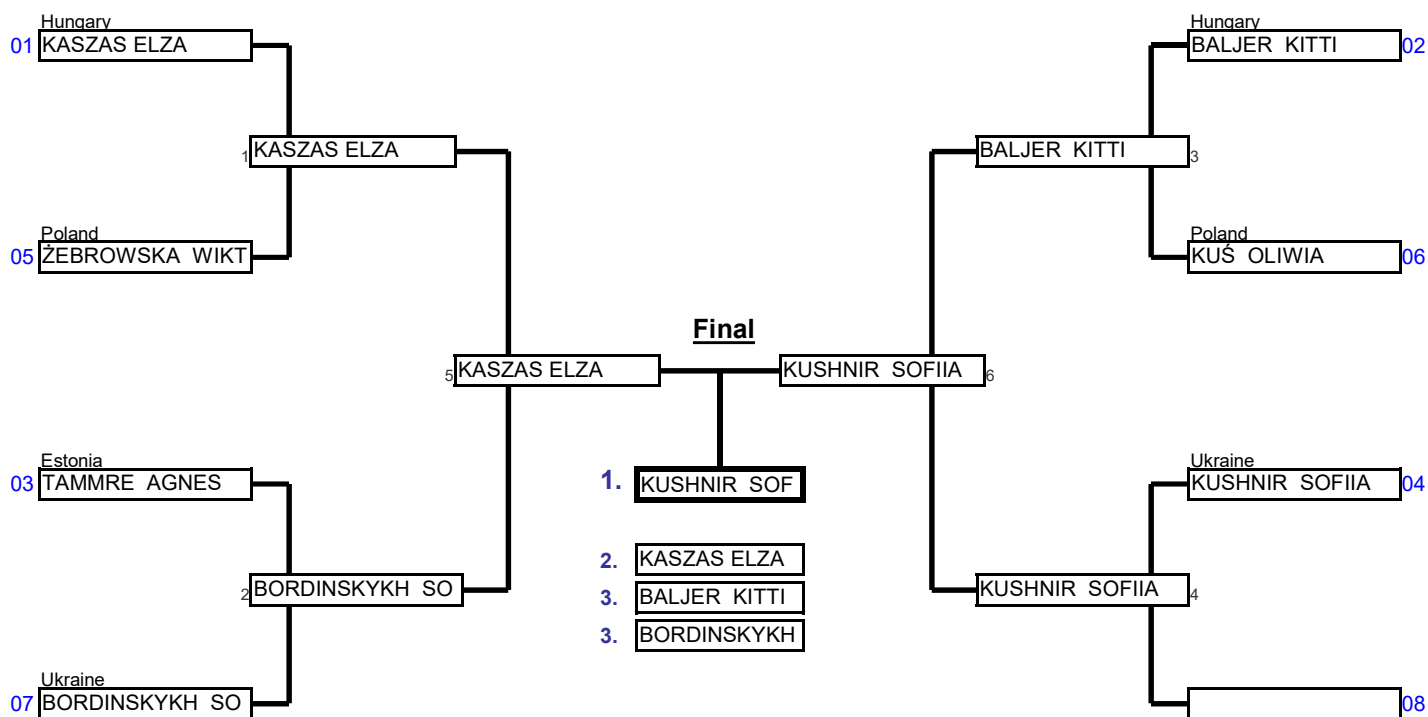 Hungary
01 KASZAS ELZA
Hungary
BALJER KITTI 02
1 KASZAS ELZA
BALJER KITTI 3
Poland
05 ŻEBROWSKA WIKT
Poland
KUŚ OLIWIA 06
Final
5 KASZAS ELZA
KUSHNIR SOFIIA 6
Estonia
03 TAMMRE AGNES
1. KUSHNIR SOF
Ukraine
KUSHNIR SOFIIA 04
2. KASZAS ELZA
2 BORDINSKYKH SO
3. BALJER KITTI
KUSHNIR SOFIIA 4
3. BORDINSKYKH
Ukraine
07 BORDINSKYKH SO
08